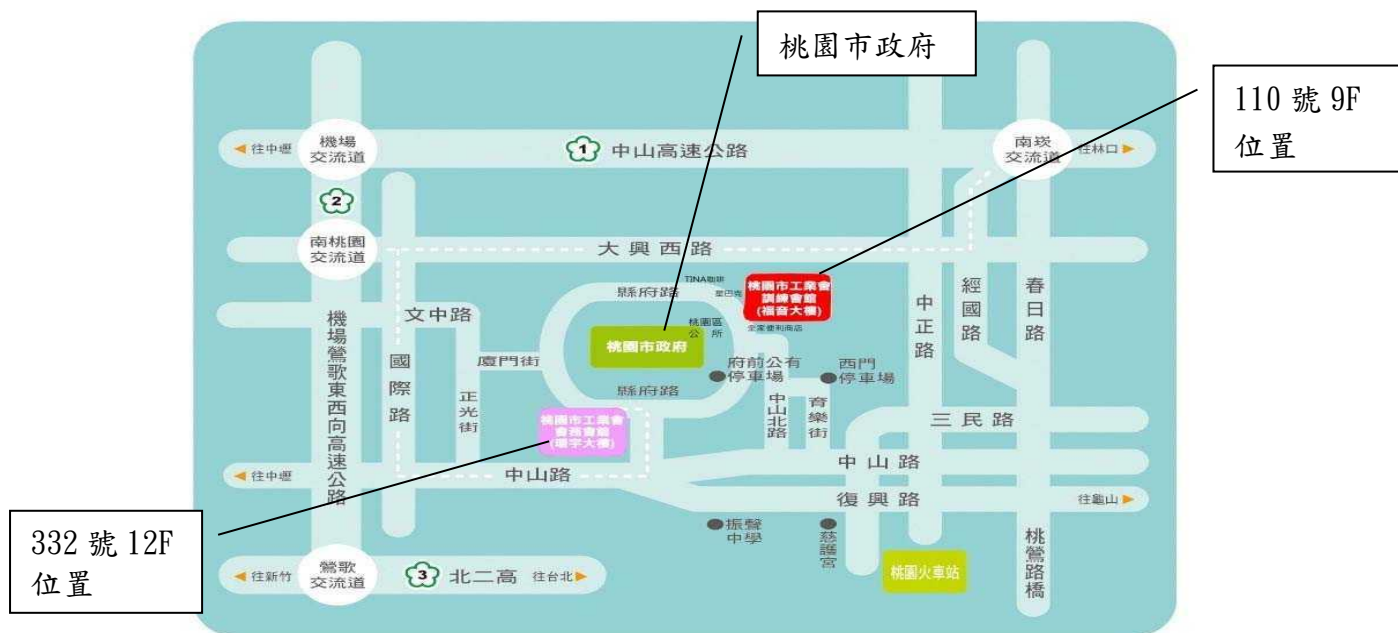 桃園市政府
110 號 9F
位置
機場
交流道
往中壢
1
中山高速公路
南崁
交流道
往林口
2
南桃園
交流道
大興西路
TINA咖啡
星巴克
縣府路
桃園市工業會
訓練會館
(福音大樓)
全家便利商店
桃園區
公所
桃園市政府
文中路
廈門街
國際路
正光街
機場鶯歌東西向高速公路
縣府路
府前公有
停車場
西門
停車場
中山北路
育樂街
中正路
經國路
春日路
三民路
桃園市工業會
會務會館
(環宇大樓)
往中壢
中山路
中山路
復興路
往龜山
振聲
中學
慈護宮
桃園火車站
桃鶯路橋
332 號 12F
位置
往新竹
鶯歌
交流道
3
北二高
往台北